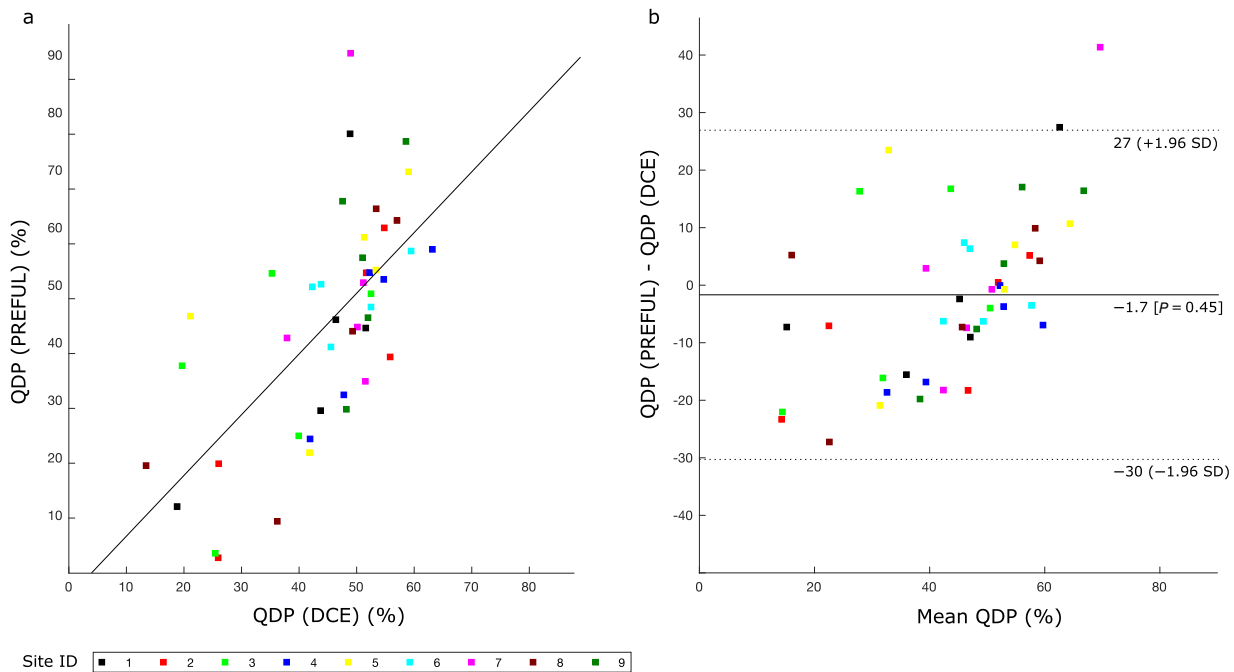 a
90
80
70
60
50
40
30
20
10
QDP (PREFUL) (%)
0 10 20 30 40 50 60 70 80
QDP (DCE) (%)
b
40
30
20
10
0
-10
-20
-30
-40
QDP (PREFUL) - QDP (DCE)
27 (+1.96 SD)
−1.7 [P = 0.45]
−30 (−1.96 SD)
0 20 40 60 80
Mean QDP (%)
Site ID 1 2 3 4 5 6 7 8 9